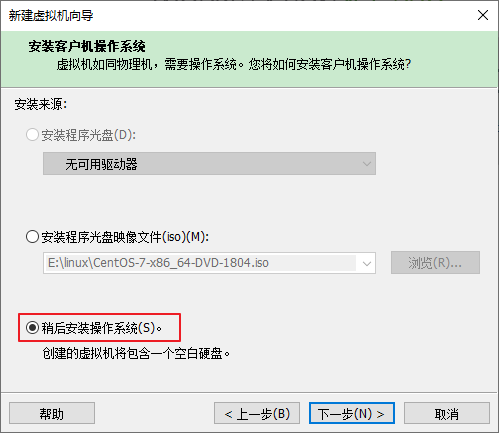 新建虚拟机向导
安装客户机操作系统
虚拟机如同物理机，需要操作系统。您将如何安装客户机操作系统?
安装来源:
安装程序光盘(D):
无可用驱动器
安装程序光盘映像文件(iso)(M):
E:\linux\CentOS-7-x86_64-DVD-1804.iso
浏览(R)...
稍后安装操作系统(S)。
创建的虚拟机将包含一个空白硬盘。
帮助
< 上一步(B)
下一步(N) >
取消